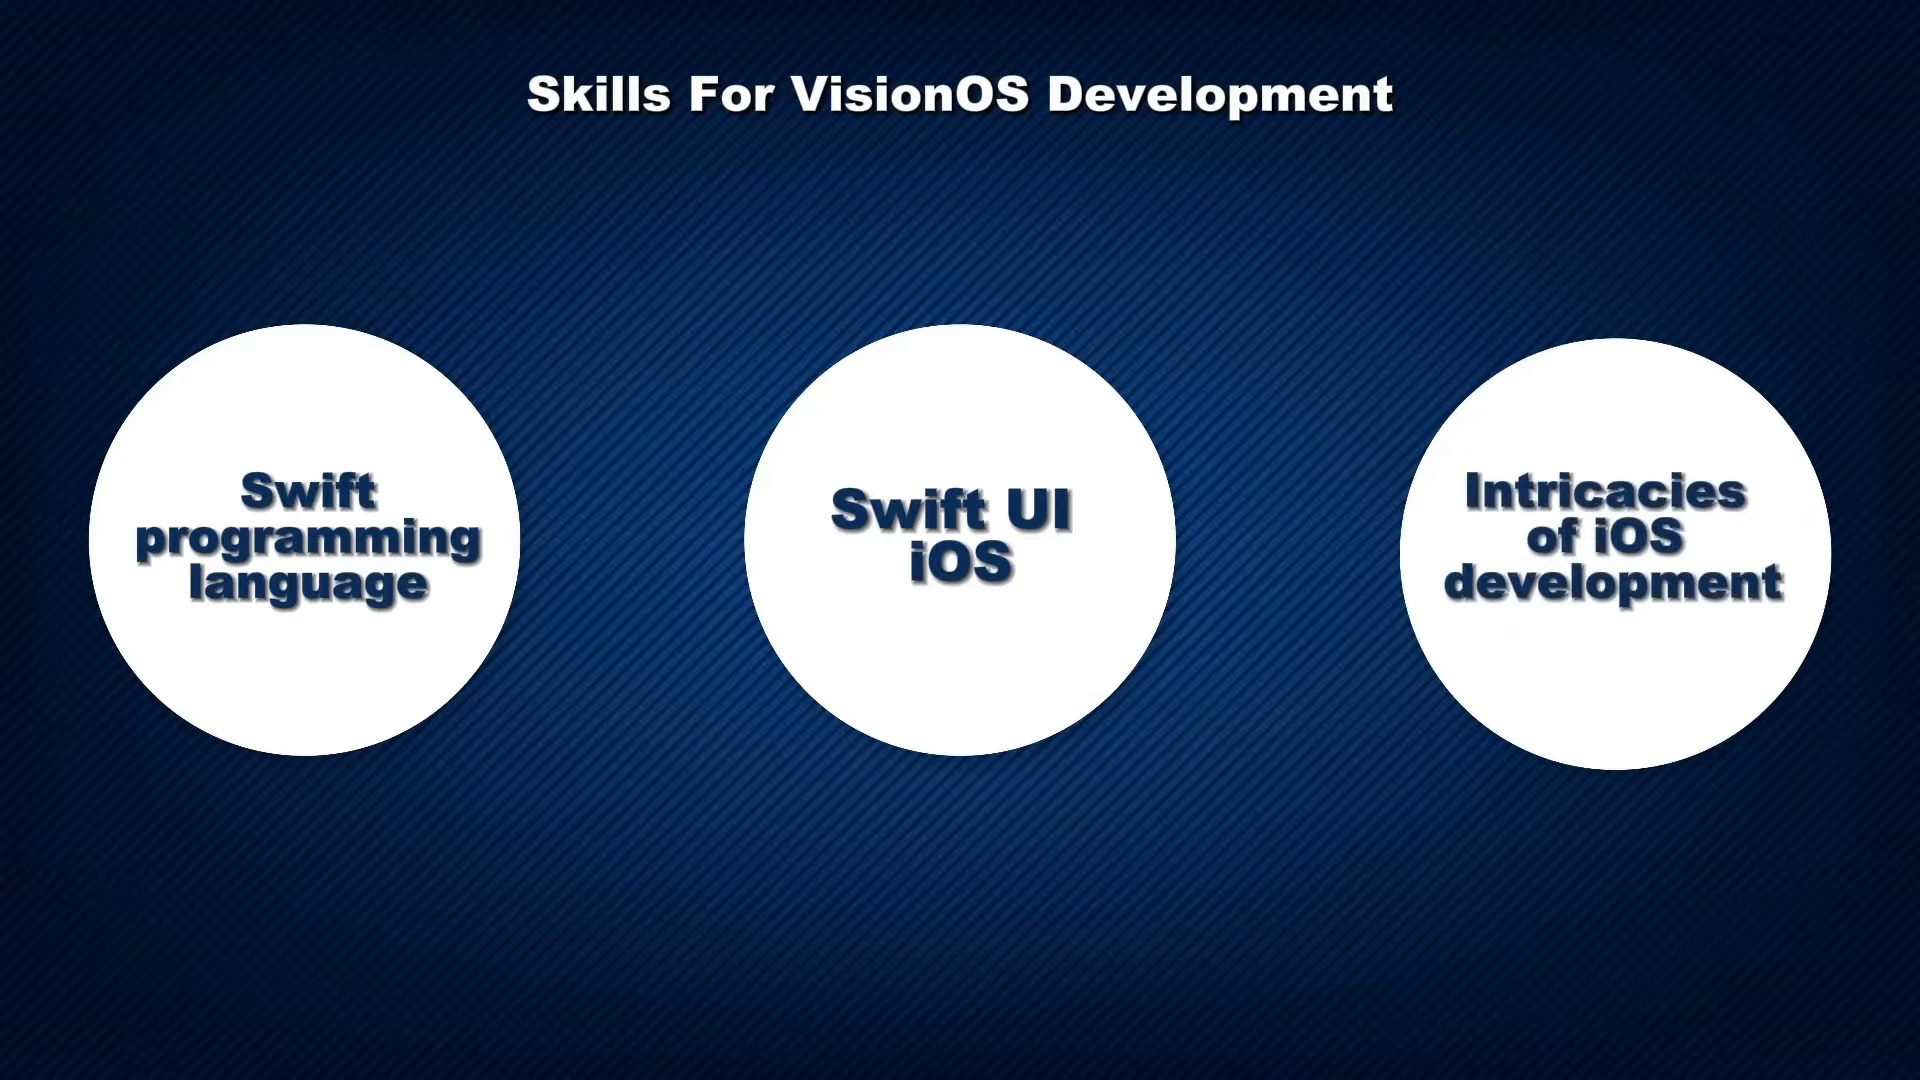 Skills For VisionOS Development
Swift
programming
language
Swift UI
iOS
Intricacies
of iOS
development